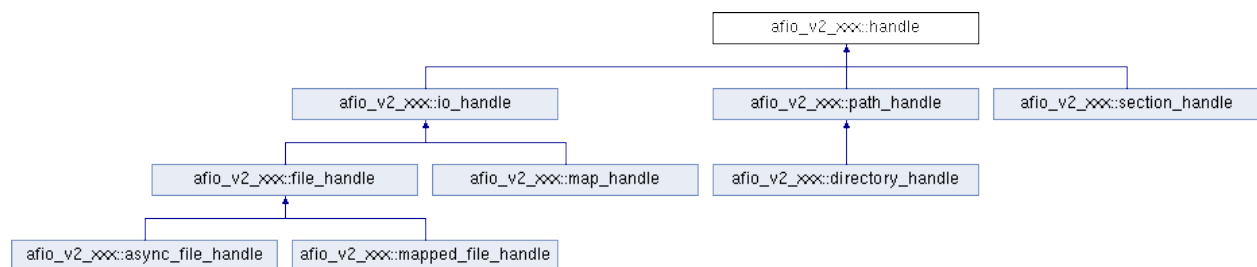 afio_v2_xxx::handle
afio_v2_xxx::io_handle
afio_v2_xxx::path_handle
afio_v2_xxx::section_handle
afio_v2_xxx::file_handle
afio_v2_xxx::map_handle
afio_v2_xxx::directory_handle
afio_v2_xxx::async_file_handle
afio_v2_xxx::mapped_file_handle